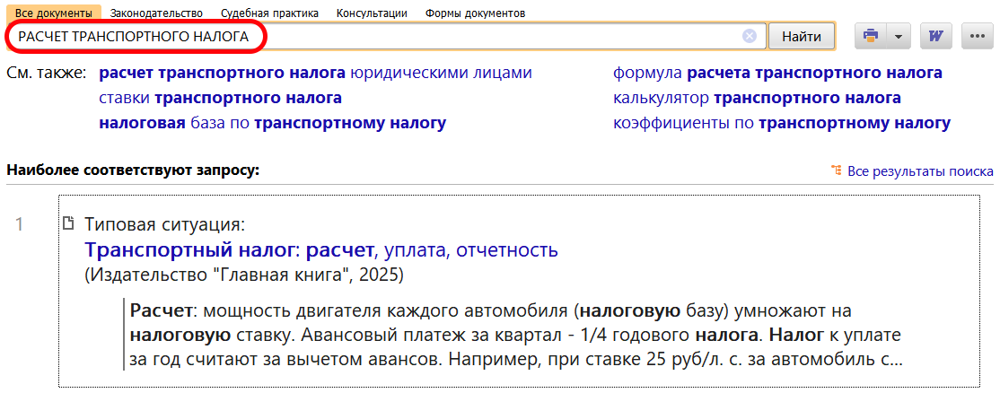 Все документы Законодательство Судебная практика Консультации Формы документов
РАСЧЕТ ТРАНСПОРТНОГО НАЛОГА Найти W
См. также: расчет транспортного налога юридическими лицами формула расчета транспортного налога
ставки транспортного налога калькулятор транспортного налога
налоговая база по транспортному налогу коэффициенты по транспортному налогу
Наиболее соответствуют запросу: Все результаты поиска
1 Типовая ситуация:
Транспортный налог: расчет, уплата, отчетность
(Издательство "Главная книга", 2025)
Расчет: мощность двигателя каждого автомобиля (налоговую базу) умножают на
налоговую ставку. Авансовый платеж за квартал - 1/4 годового налога. Налог к уплате
за год считают за вычетом авансов. Например, при ставке 25 руб/л. с. за автомобиль с...